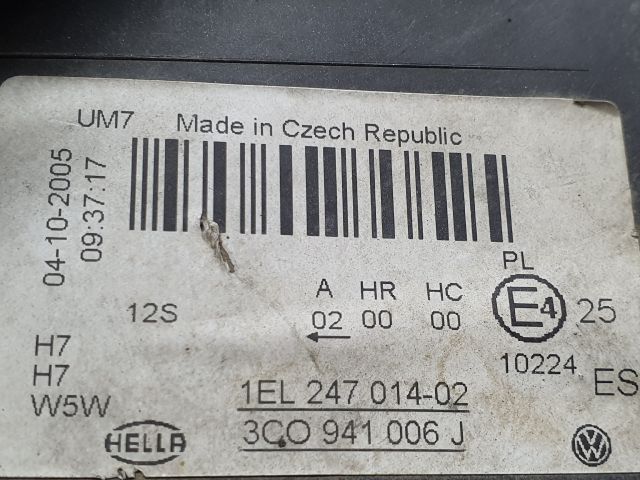 UM7 Made in Czech Republic
04-10-2005
09:37:17
PL
A HR HC
12S 02 00 00 E4 25
H7
H7
W5W
10224 ES
1EL 247 014-02
3CO 941 006 J
HELLA
VW